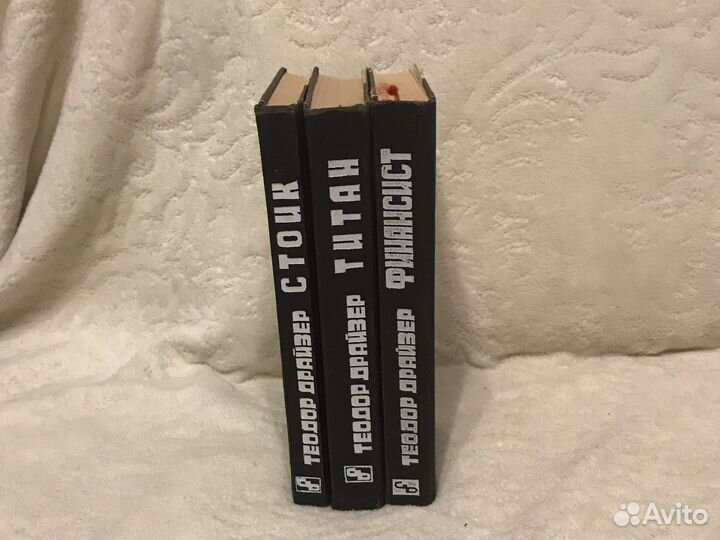 ТЕОДОР ДРАЙЗЕР СТОИК
ТЕОДОР ДРАЙЗЕР ТИТАН
ТЕОДОР ДРАЙЗЕР ФИНАНСИСТ
Avito